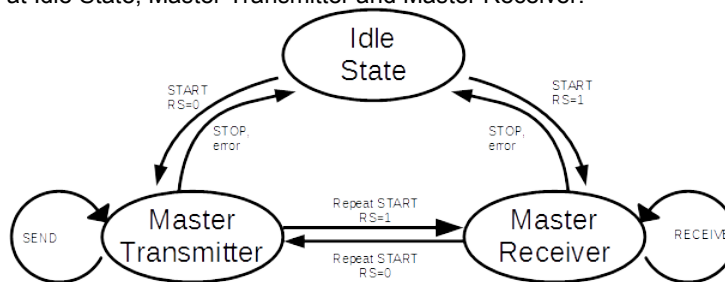 at Idle State, Master Transmitter and Master Receiver.
Idle
State
START
RS=0
START
RS=1
STOP,
error
STOP,
error
Repeat START
RS=1
Master
Transmitter
Master
Receiver
SEND
RECEIVE
Repeat START
RS=0